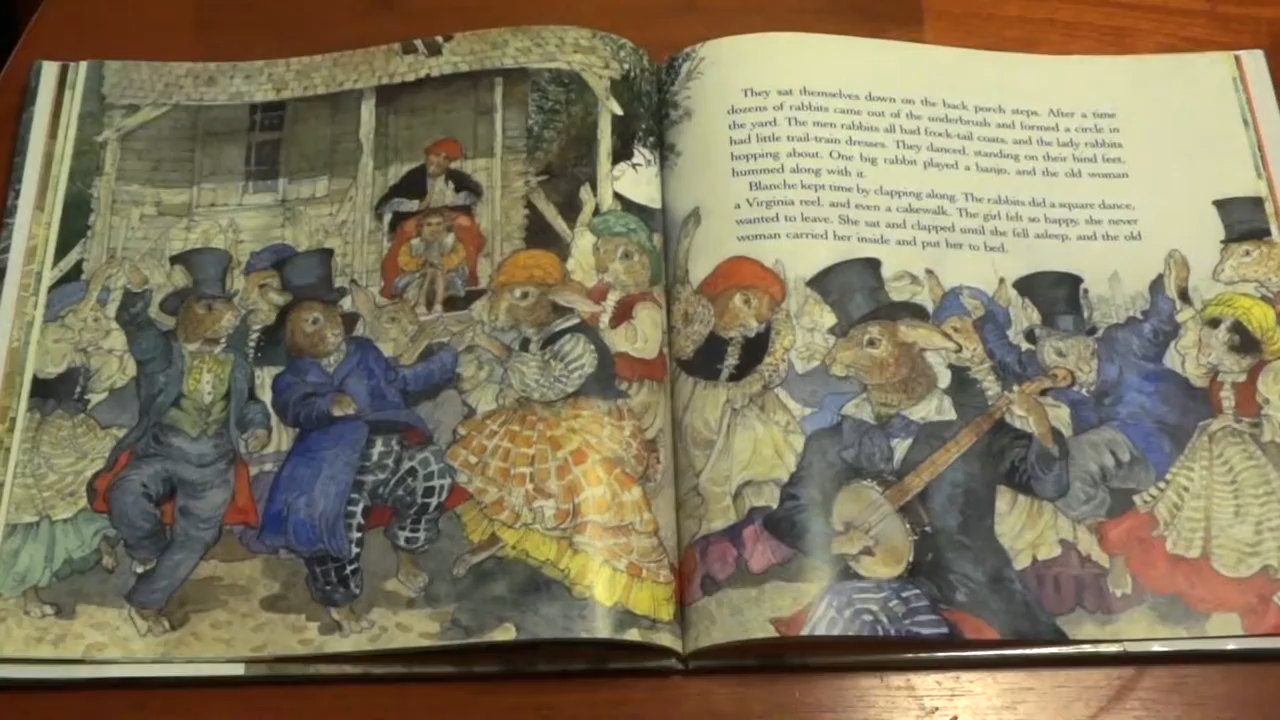 They sat themselves down on the back porch steps. After a time
dozens of rabbits came out of the underbrush and formed a circle in
the yard. The men rabbits all had frock-tail coats, and the lady rabbits
had little trail-train dresses. They danced, standing on their hind feet,
hopping about. One big rabbit played a banjo, and the old woman
hummed along with it.
Blanche kept time by clapping along. The rabbits did a square dance,
a Virginia reel, and even a cakewalk. The girl felt so happy, she never
wanted to leave. She sat and clapped until she fell asleep, and the old
woman carried her inside and put her to bed.